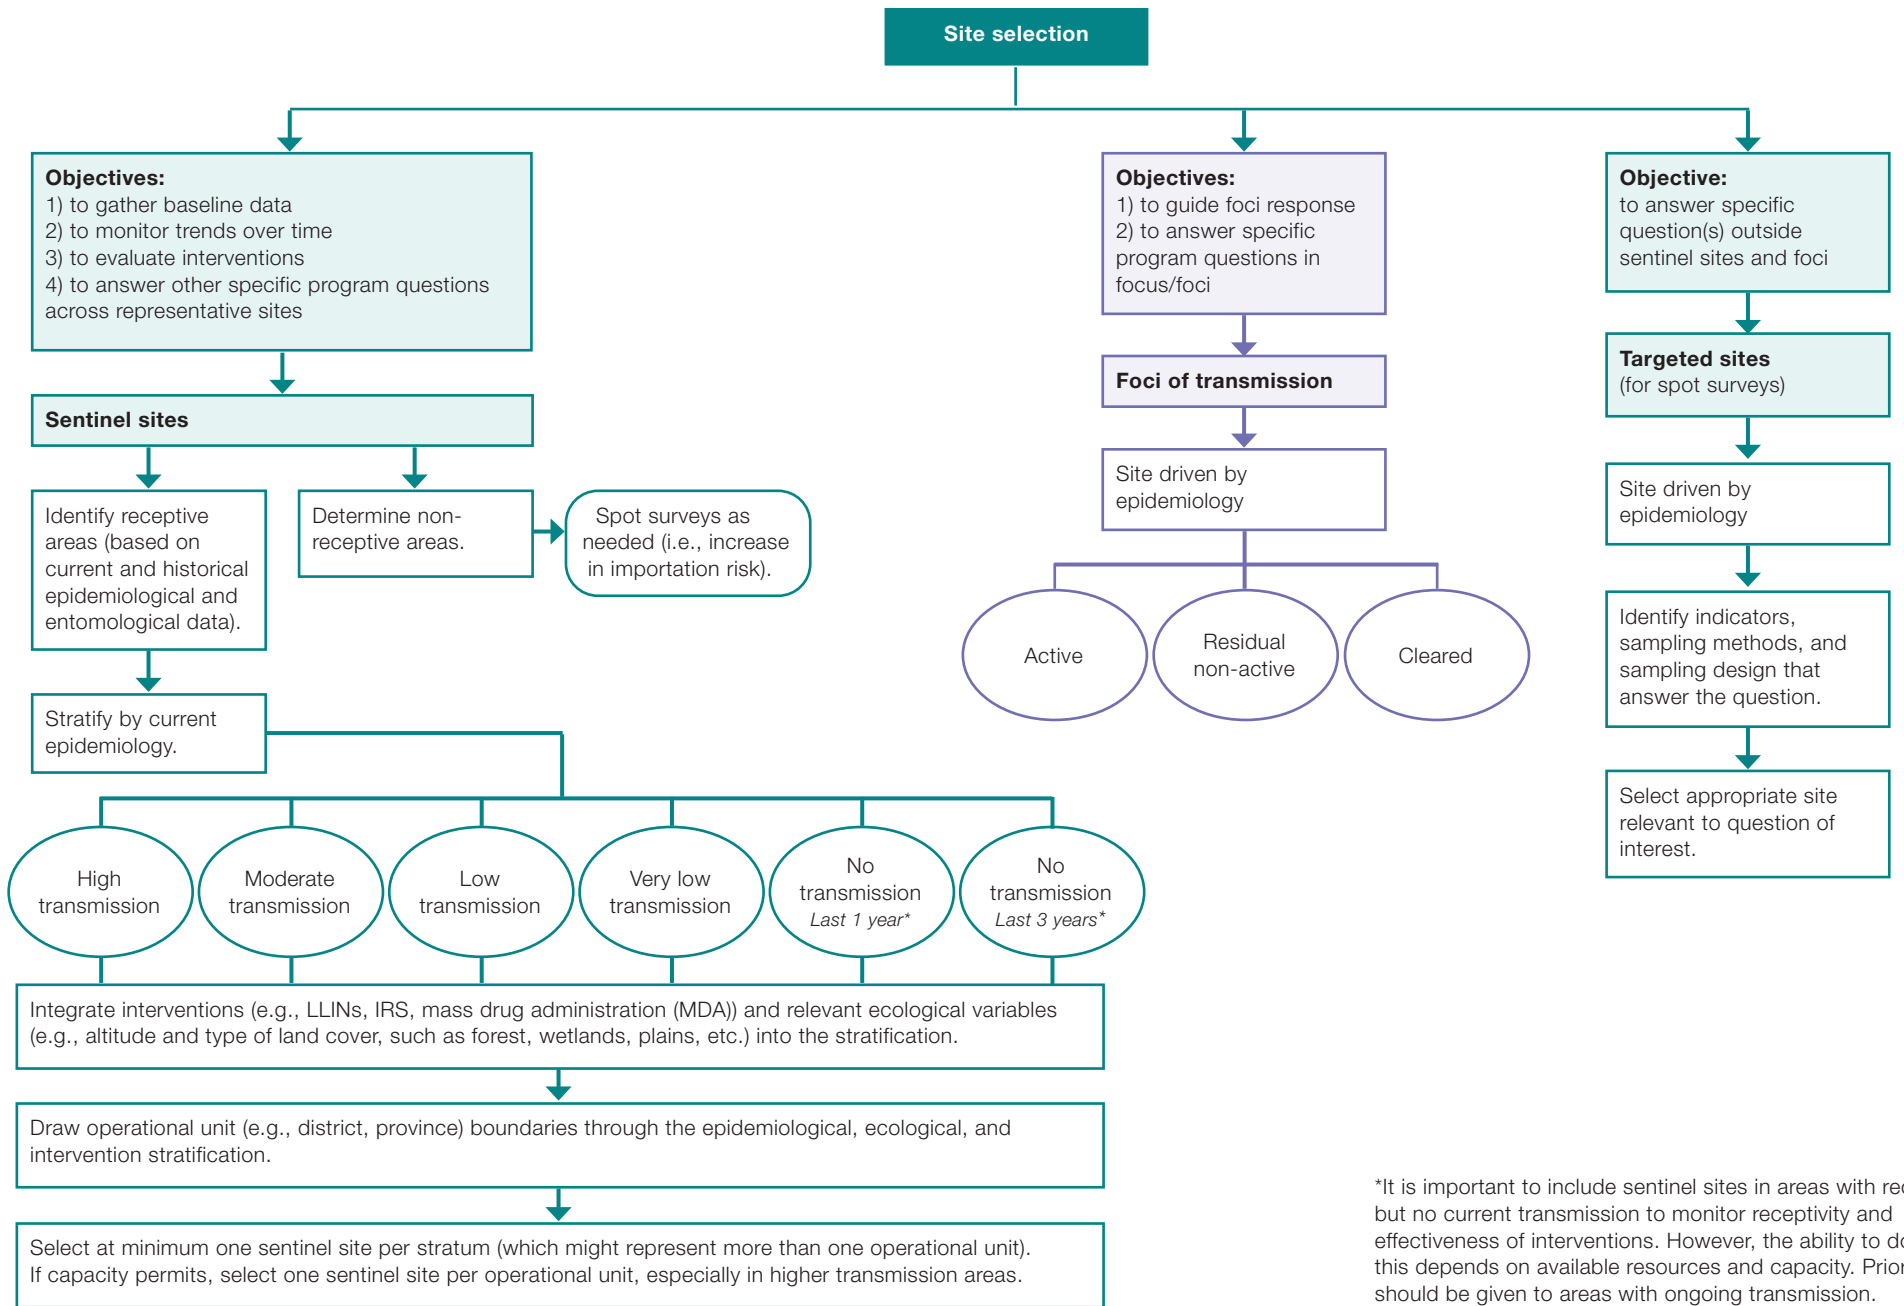 Site selection
Objectives:
1) to gather baseline data
2) to monitor trends over time
3) to evaluate interventions
4) to answer other specific program questions
across representative sites
Sentinel sites
Identify receptive
areas (based on
current and historical
epidemiological and
entomological data).
Determine non-
receptive areas.
Spot surveys as
needed (i.e., increase
in importation risk).
Stratify by current
epidemiology.
High
transmission
Moderate
transmission
Low
transmission
Very low
transmission
No
transmission
Last 1 year*
No
transmission
Last 3 years*
Integrate interventions (e.g., LLINs, IRS, mass drug administration (MDA)) and relevant ecological variables
(e.g., altitude and type of land cover, such as forest, wetlands, plains, etc.) into the stratification.
Draw operational unit (e.g., district, province) boundaries through the epidemiological, ecological, and
intervention stratification.
Select at minimum one sentinel site per stratum (which might represent more than one operational unit).
If capacity permits, select one sentinel site per operational unit, especially in higher transmission areas.
Objectives:
1) to guide foci response
2) to answer specific
program questions in
focus/foci
Foci of transmission
Site driven by
epidemiology
Active
Residual
non-active
Cleared
Objective:
to answer specific
question(s) outside
sentinel sites and foci
Targeted sites
(for spot surveys)
Site driven by
epidemiology
Identify indicators,
sampling methods, and
sampling design that
answer the question.
Select appropriate site
relevant to question of
interest.
*It is important to include sentinel sites in areas with
but no current transmission to monitor receptivity and
effectiveness of interventions. However, the ability to
this depends on available resources and capacity.
should be given to areas with ongoing transmission.